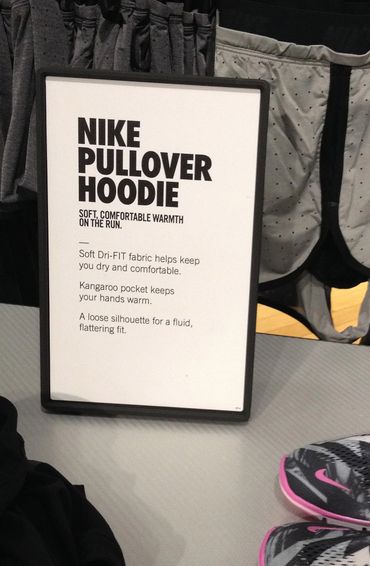 NIKE
PULLOVER
HOODIE
SOFT, COMFORTABLE WARMTH
ON THE RUN.
Soft Dri-FIT fabric helps keep
you dry and comfortable.
Kangaroo pocket keeps
your hands warm.
A loose silhouette for a fluid,
flattering fit.